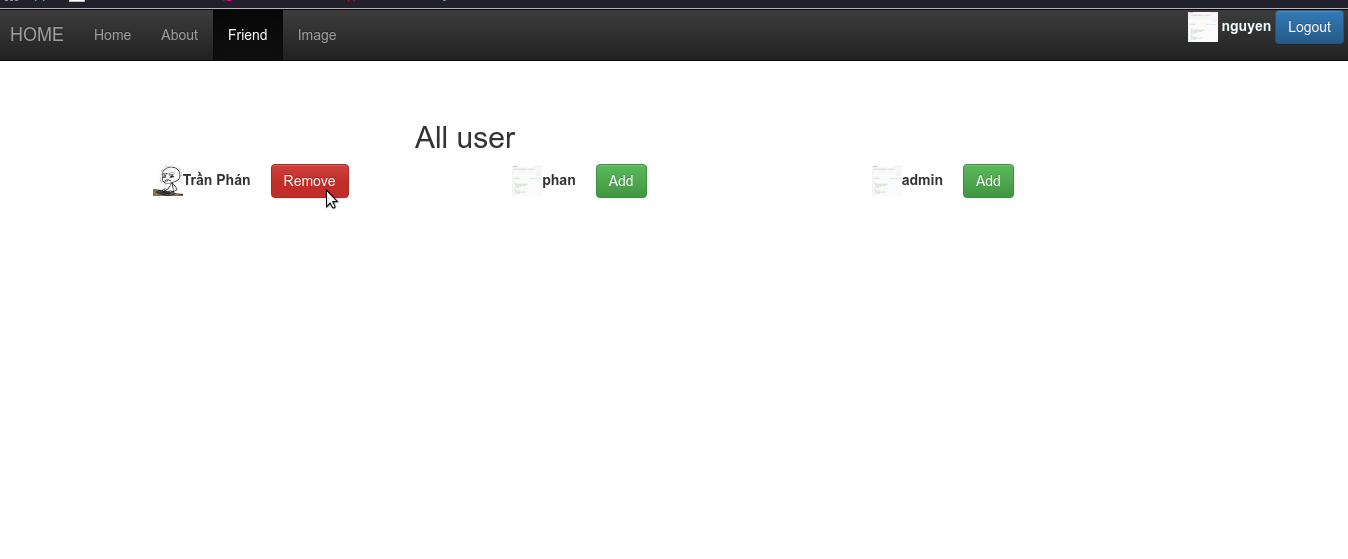 HOME Home About Friend Image nguyen Logout
All user
Trần Phán Remove phan Add admin Add